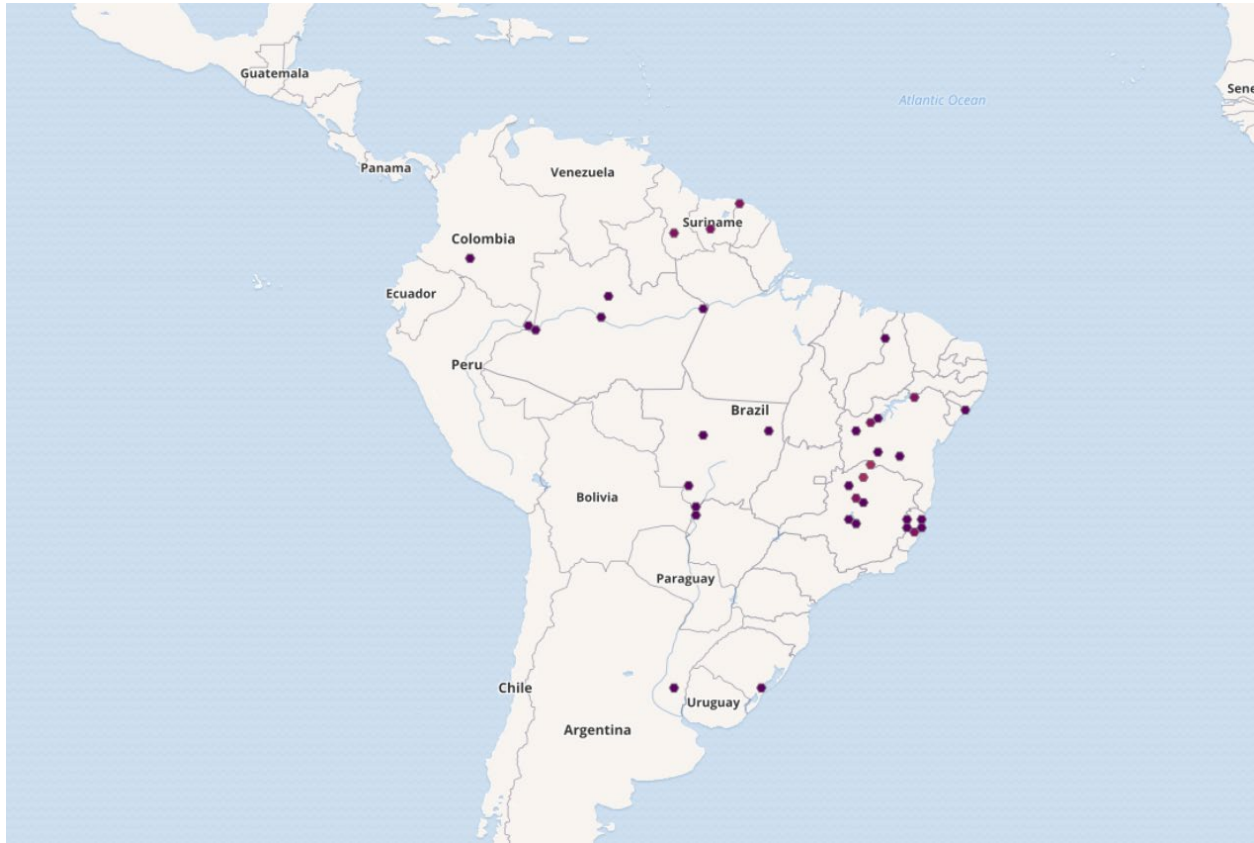 Guatemala
Sene
Atlantic Ocean
Panama
Venezuela
Suriname
Colombia
Ecuador
Peru
Brazil
Bolivia
Paraguay
Chile
Uruguay
Argentina